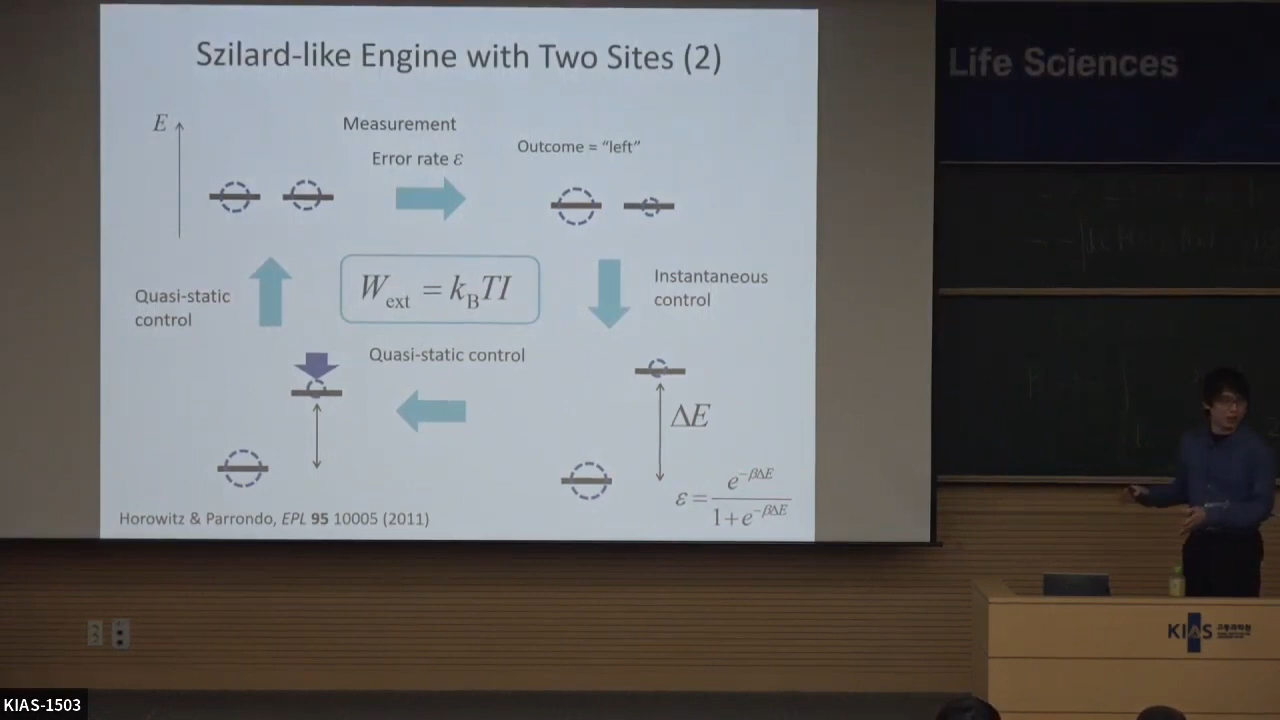 Szilard-like Engine with Two Sites (2)
Life Sciences
E
Measurement
Error rate ε
Outcome = “left”
Quasi-static
control
W_ext = k_B TI
Instantaneous
control
Quasi-static control
ΔE
ε = e^{-βΔE} / (1+e^{-βΔE})
Horowitz & Parrondo, EPL 95 10005 (2011)
KIAS
KIAS-1503